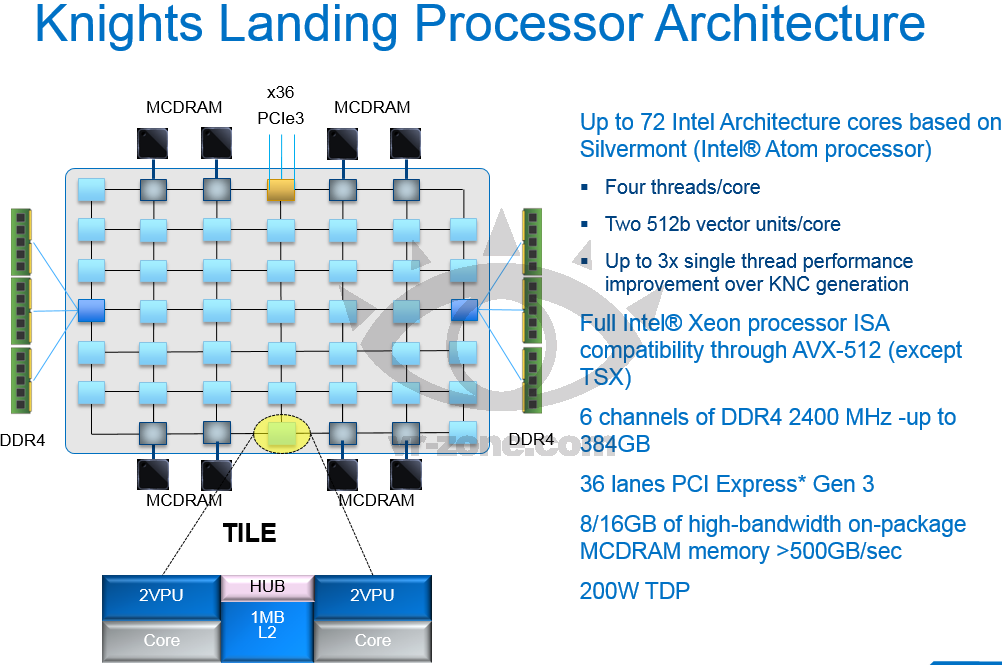 Knights Landing Processor Architecture
x36
PCIe3
MCDRAM
MCDRAM
DDR4
DDR4
MCDRAM
MCDRAM
TILE
2VPU
HUB
2VPU
1MB
L2
Core
Core
Up to 72 Intel Architecture cores based on
Silvermont (Intel® Atom processor)
▪ Four threads/core
▪ Two 512b vector units/core
▪ Up to 3x single thread performance
improvement over KNC generation
Full Intel® Xeon processor ISA
compatibility through AVX-512 (except
TSX)
6 channels of DDR4 2400 MHz -up to
384GB
36 lanes PCI Express* Gen 3
8/16GB of high-bandwidth on-package
MCDRAM memory >500GB/sec
200W TDP
vr-zone.com